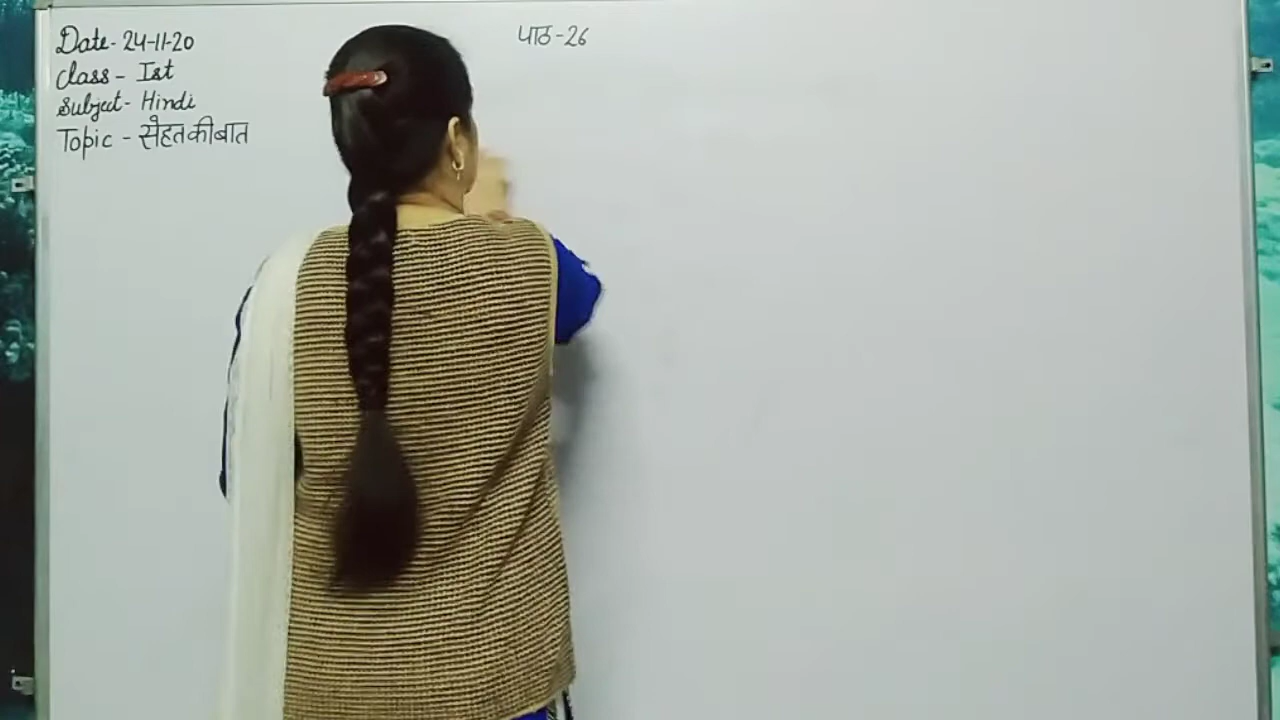 Date- 24-11-20
पाठ-26
Class- Ist
Subject- Hindi
Topic - सेहत की बात